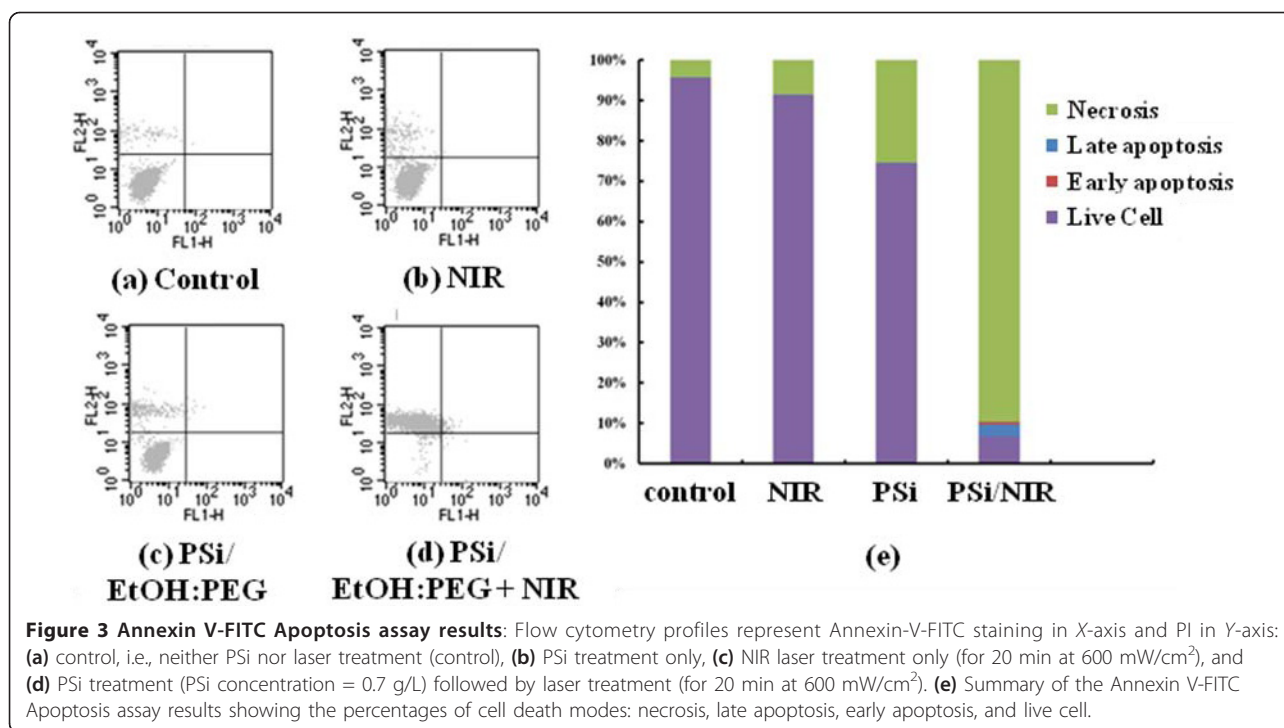 10⁴
10³
10²
10¹
10⁰
FL2-H
10⁰ 10¹ 10² 10³ 10⁴
FL1-H
(a) Control
10⁴
10³
10²
10¹
10⁰
FL2-H
10⁰ 10¹ 10² 10³ 10⁴
FL1-H
(b) NIR
10⁴
10³
10²
10¹
10⁰
FL2-H
10⁰ 10¹ 10² 10³ 10⁴
FL1-H
(c) PSi/
EtOH:PEG
10⁴
10³
10²
10¹
10⁰
FL2-H
10⁰ 10¹ 10² 10³ 10⁴
FL1-H
(d) PSi/
EtOH:PEG + NIR
100%
90%
80%
70%
60%
50%
40%
30%
20%
10%
0%
control NIR PSi PSi/NIR
Necrosis
Late apoptosis
Early apoptosis
Live Cell
(e)
Figure 3 Annexin V-FITC Apoptosis assay results: Flow cytometry profiles represent Annexin-V-FITC staining in X-axis and PI in Y-axis:
(a) control, i.e., neither PSi nor laser treatment (control), (b) PSi treatment only, (c) NIR laser treatment only (for 20 min at 600 mW/cm²), and
(d) PSi treatment (PSi concentration = 0.7 g/L) followed by laser treatment (for 20 min at 600 mW/cm²). (e) Summary of the Annexin V-FITC
Apoptosis assay results showing the percentages of cell death modes: necrosis, late apoptosis, early apoptosis, and live cell.